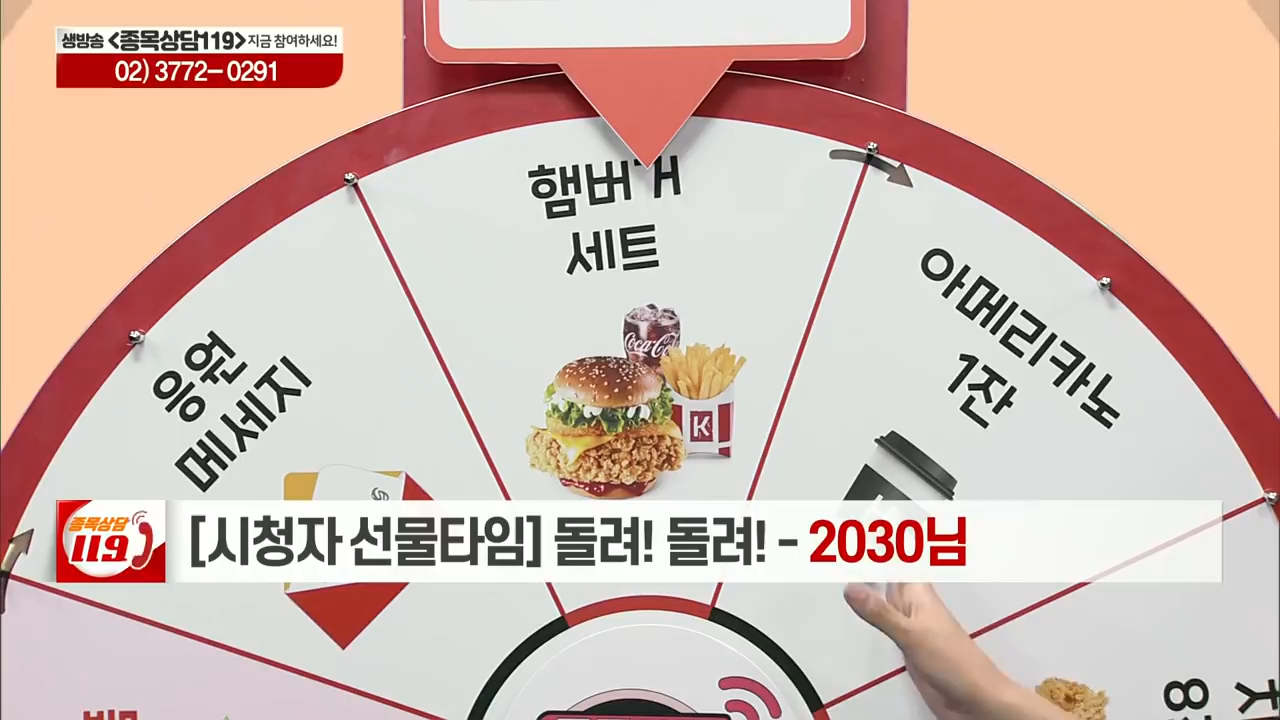 생방송 <종목상담119> 지금 참여하세요!
02) 3772-0291
햄버거
세트
아메리카노
1잔
응원
메세지
Coca-Cola
K
종목상담
119
[시청자 선물타임] 돌려! 돌려! - 2030님